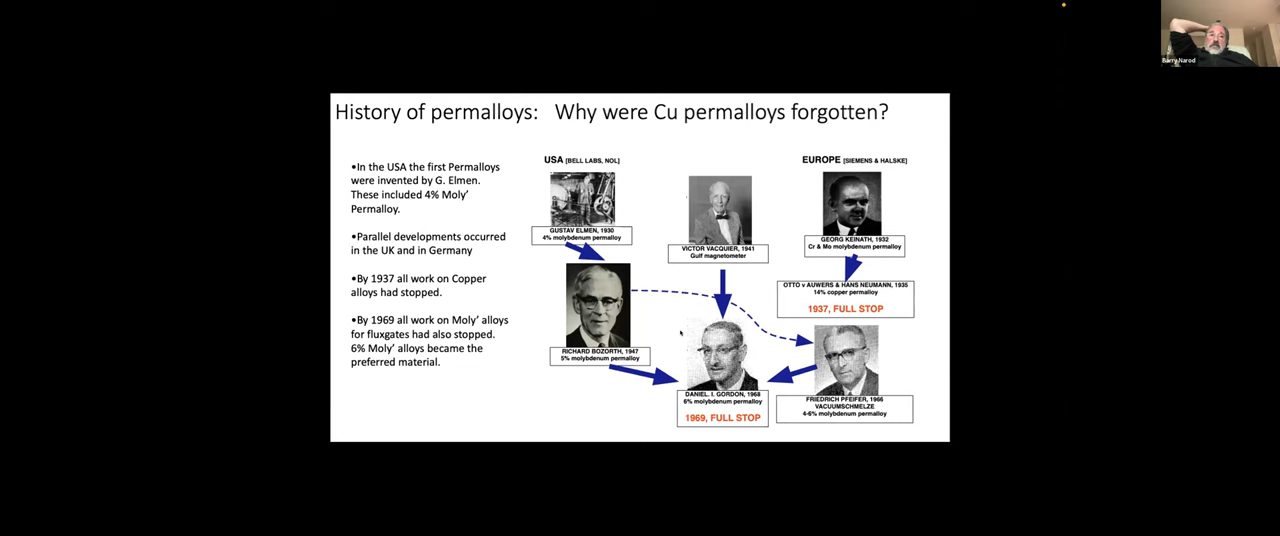 Barry Narod
History of permalloys: Why were Cu permalloys forgotten?
•In the USA the first Permalloys
were invented by G. Elmen.
These included 4% Moly’
Permalloy.
•Parallel developments occurred
in the UK and in Germany
•By 1937 all work on Copper
alloys had stopped.
•By 1969 all work on Moly’ alloys
for fluxgates had also stopped.
6% Moly’ alloys became the
preferred material.
USA [BELL LABS, NOL]
EUROPE [SIEMENS & HALSKE]
GUSTAV ELMEN, 1930
4% molybdenum permalloy
VICTOR VACQUIER, 1941
Gulf magnetometer
GEORG KEINATH, 1932
Cr & Mo molybdenum permalloy
OTTO v AUWERS & HANS NEUMANN, 1935
14% copper permalloy
1937, FULL STOP
RICHARD BOZORTH, 1947
5% molybdenum permalloy
DANIEL. I. GORDON, 1968
6% molybdenum permalloy
1969, FULL STOP
FRIEDRICH PFEIFER, 1966
VACUUMSCHMELZE
4-6% molybdenum permalloy